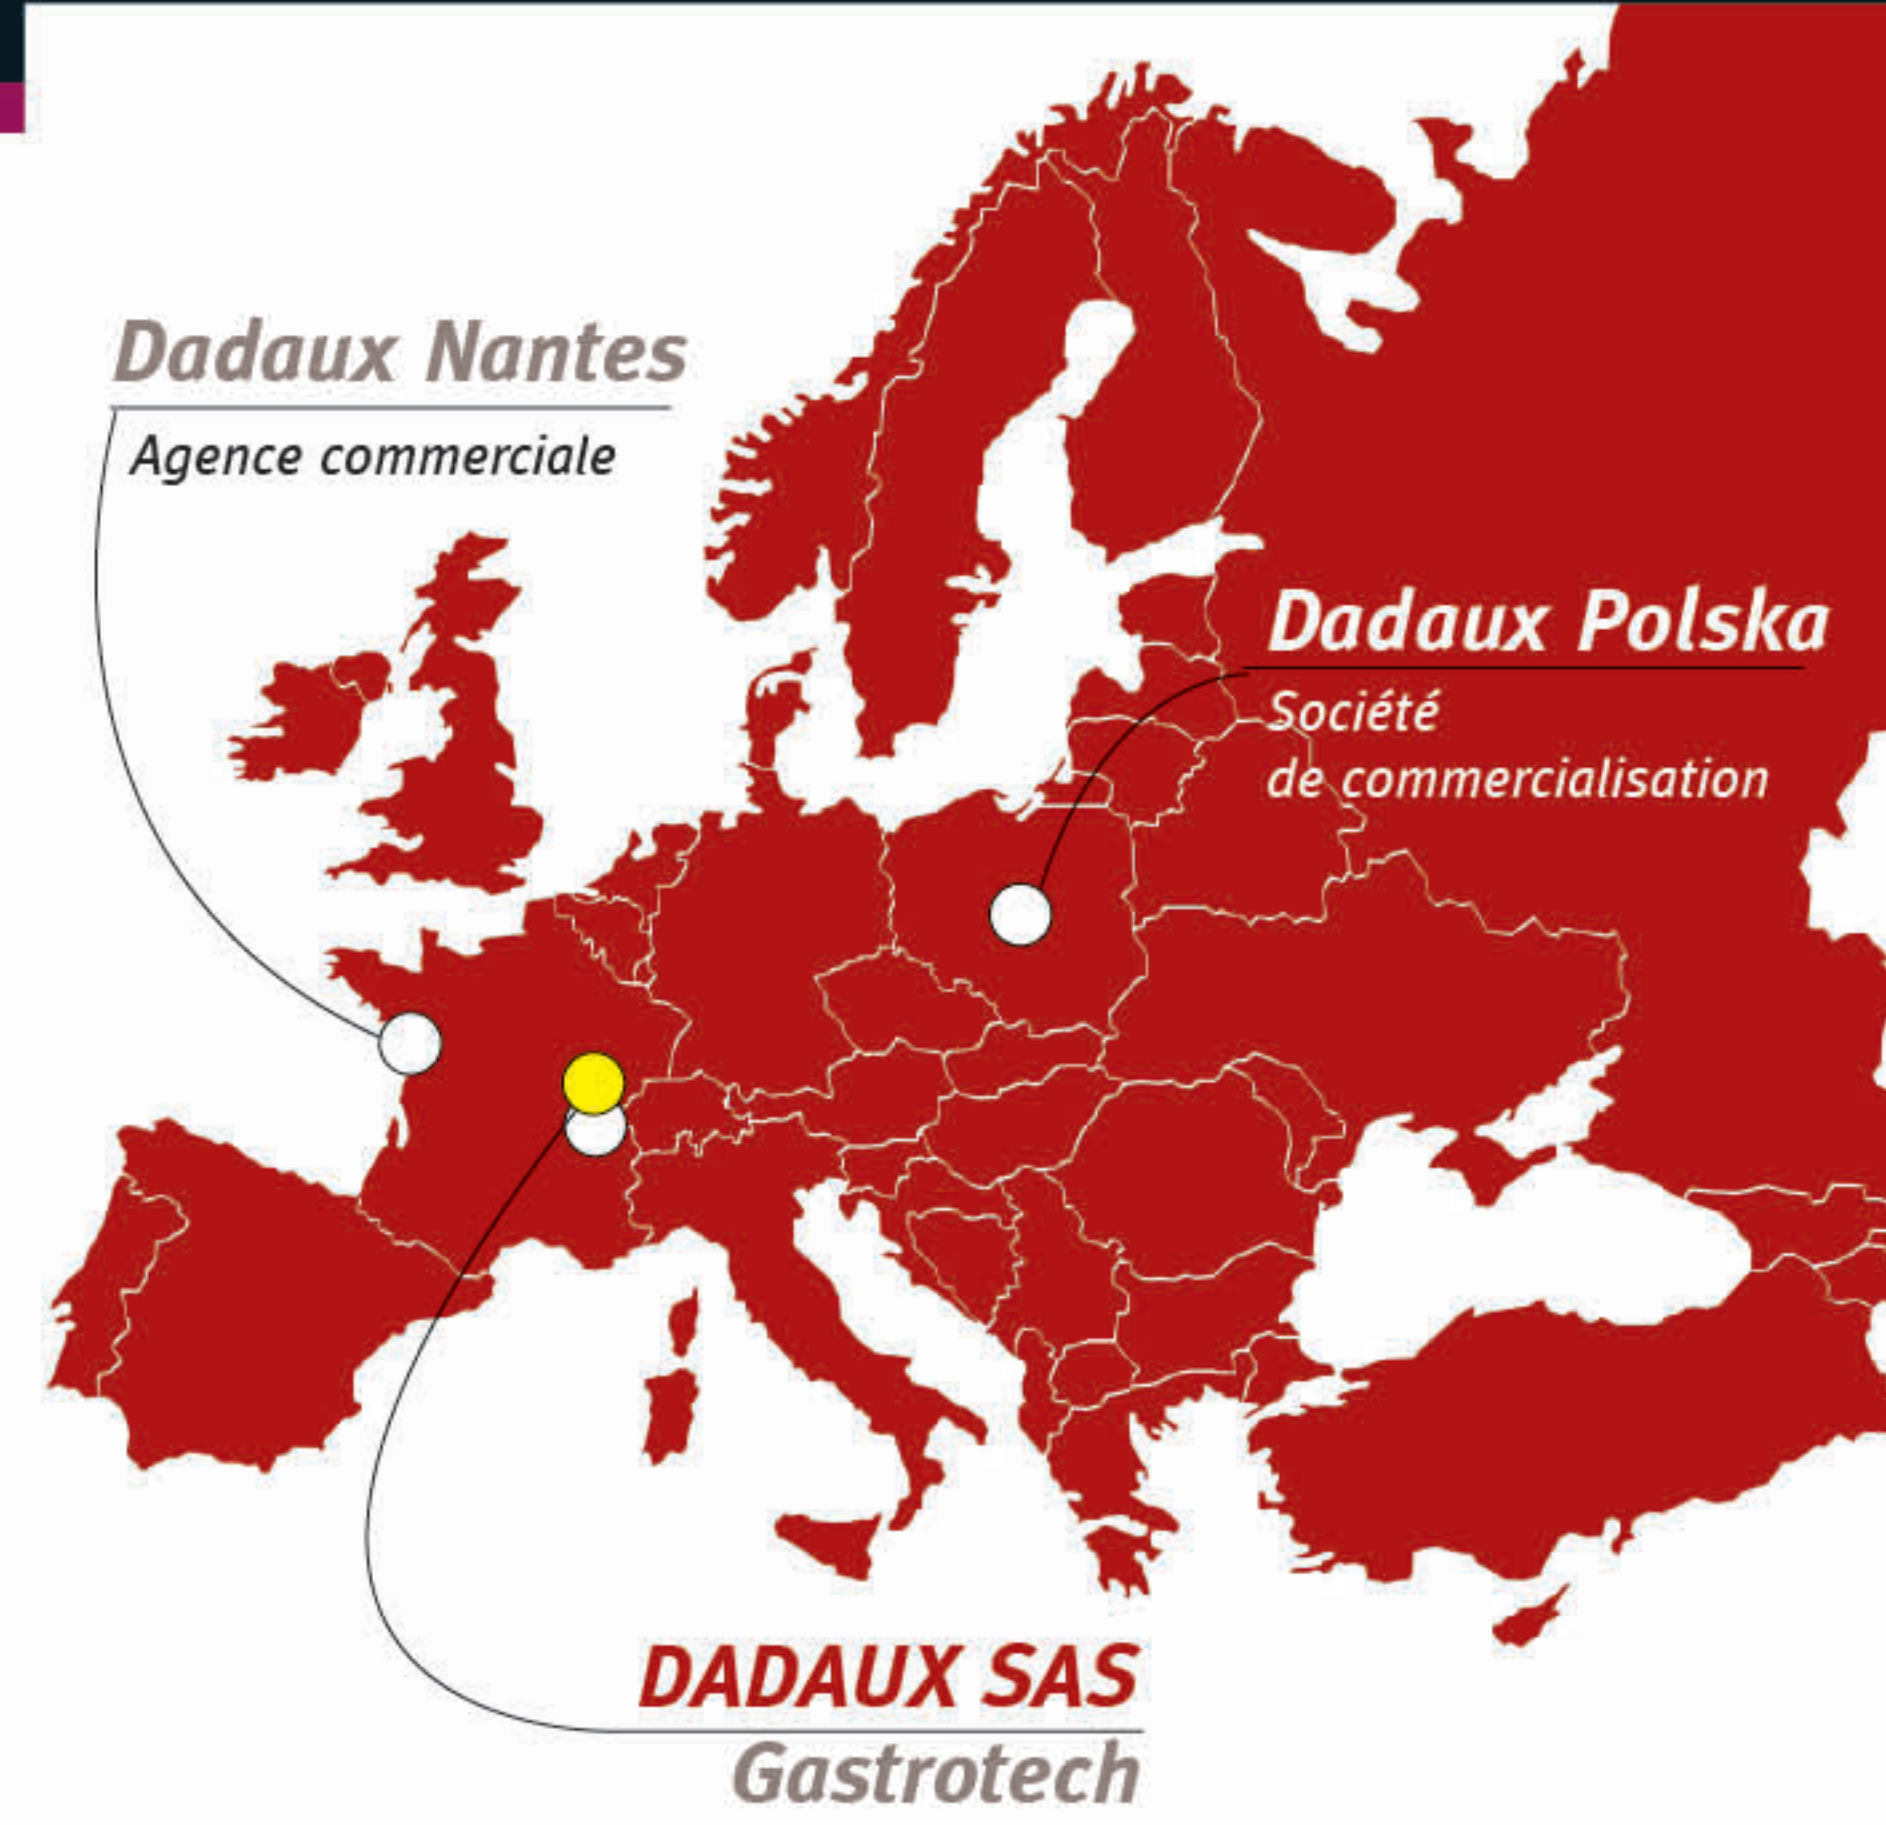 Dadaux Nantes
Agence commerciale
Dadaux Polska
Société
de commercialisation
DADAUX SAS
Gastrotech